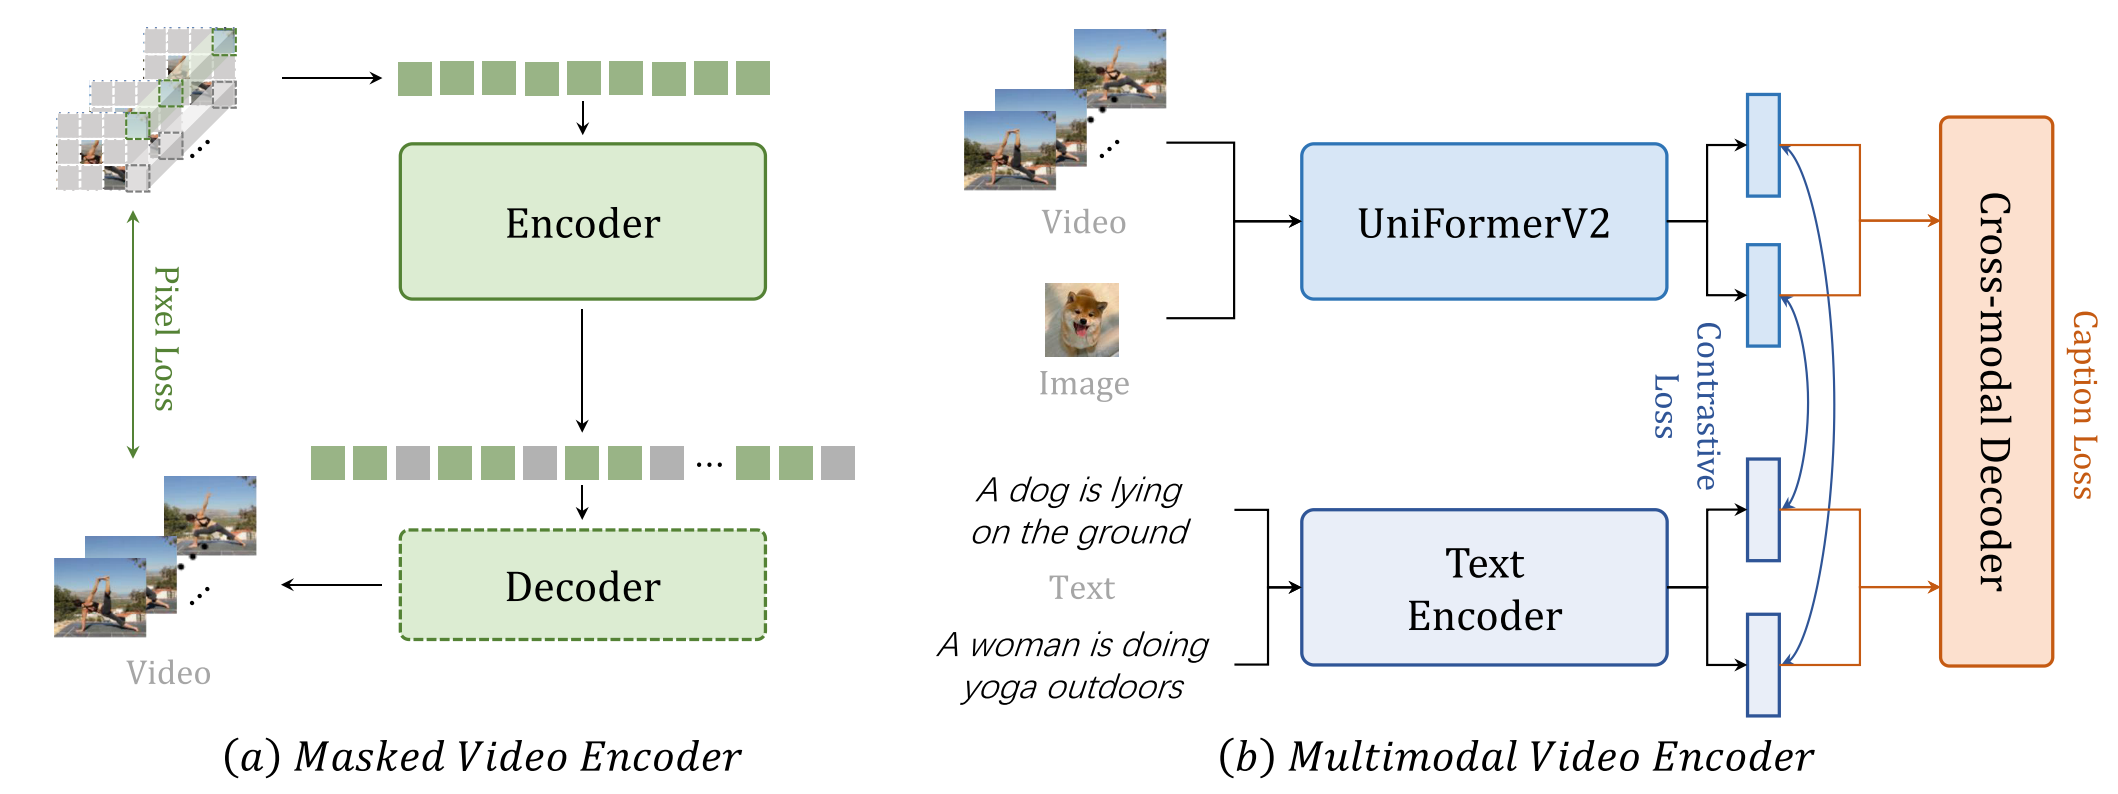 Pixel Loss
Encoder
...
Decoder
Video
(a) Masked Video Encoder
Video
Image
A dog is lying
on the ground
Text
A woman is doing
yoga outdoors
UniFormerV2
Text
Encoder
Contrastive
Loss
Cross-modal Decoder
Caption Loss
(b) Multimodal Video Encoder